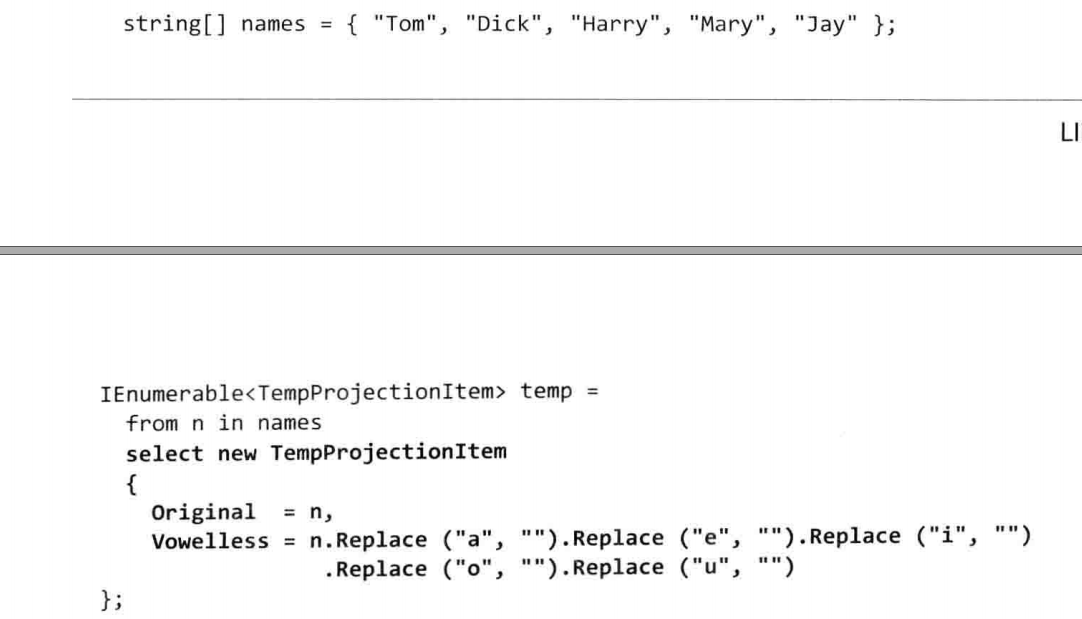 string[] names = { "Tom", "Dick", "Harry", "Mary", "Jay" };
IEnumerable<TempProjectionItem> temp =
from n in names
select new TempProjectionItem
{
Original = n,
Vowelless = n.Replace ("a", "").Replace ("e", "").Replace ("i", "")
.Replace ("o", "").Replace ("u", "")
};